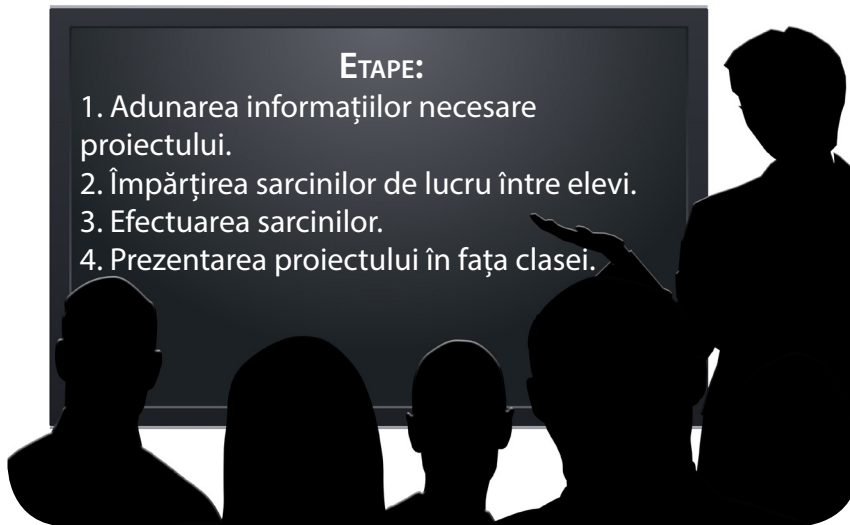 ETAPE:
1. Adunarea informațiilor necesare
proiectului.
2. Împărțirea sarcinilor de lucru între elevi.
3. Efectuarea sarcinilor.
4. Prezentarea proiectului în fața clasei.